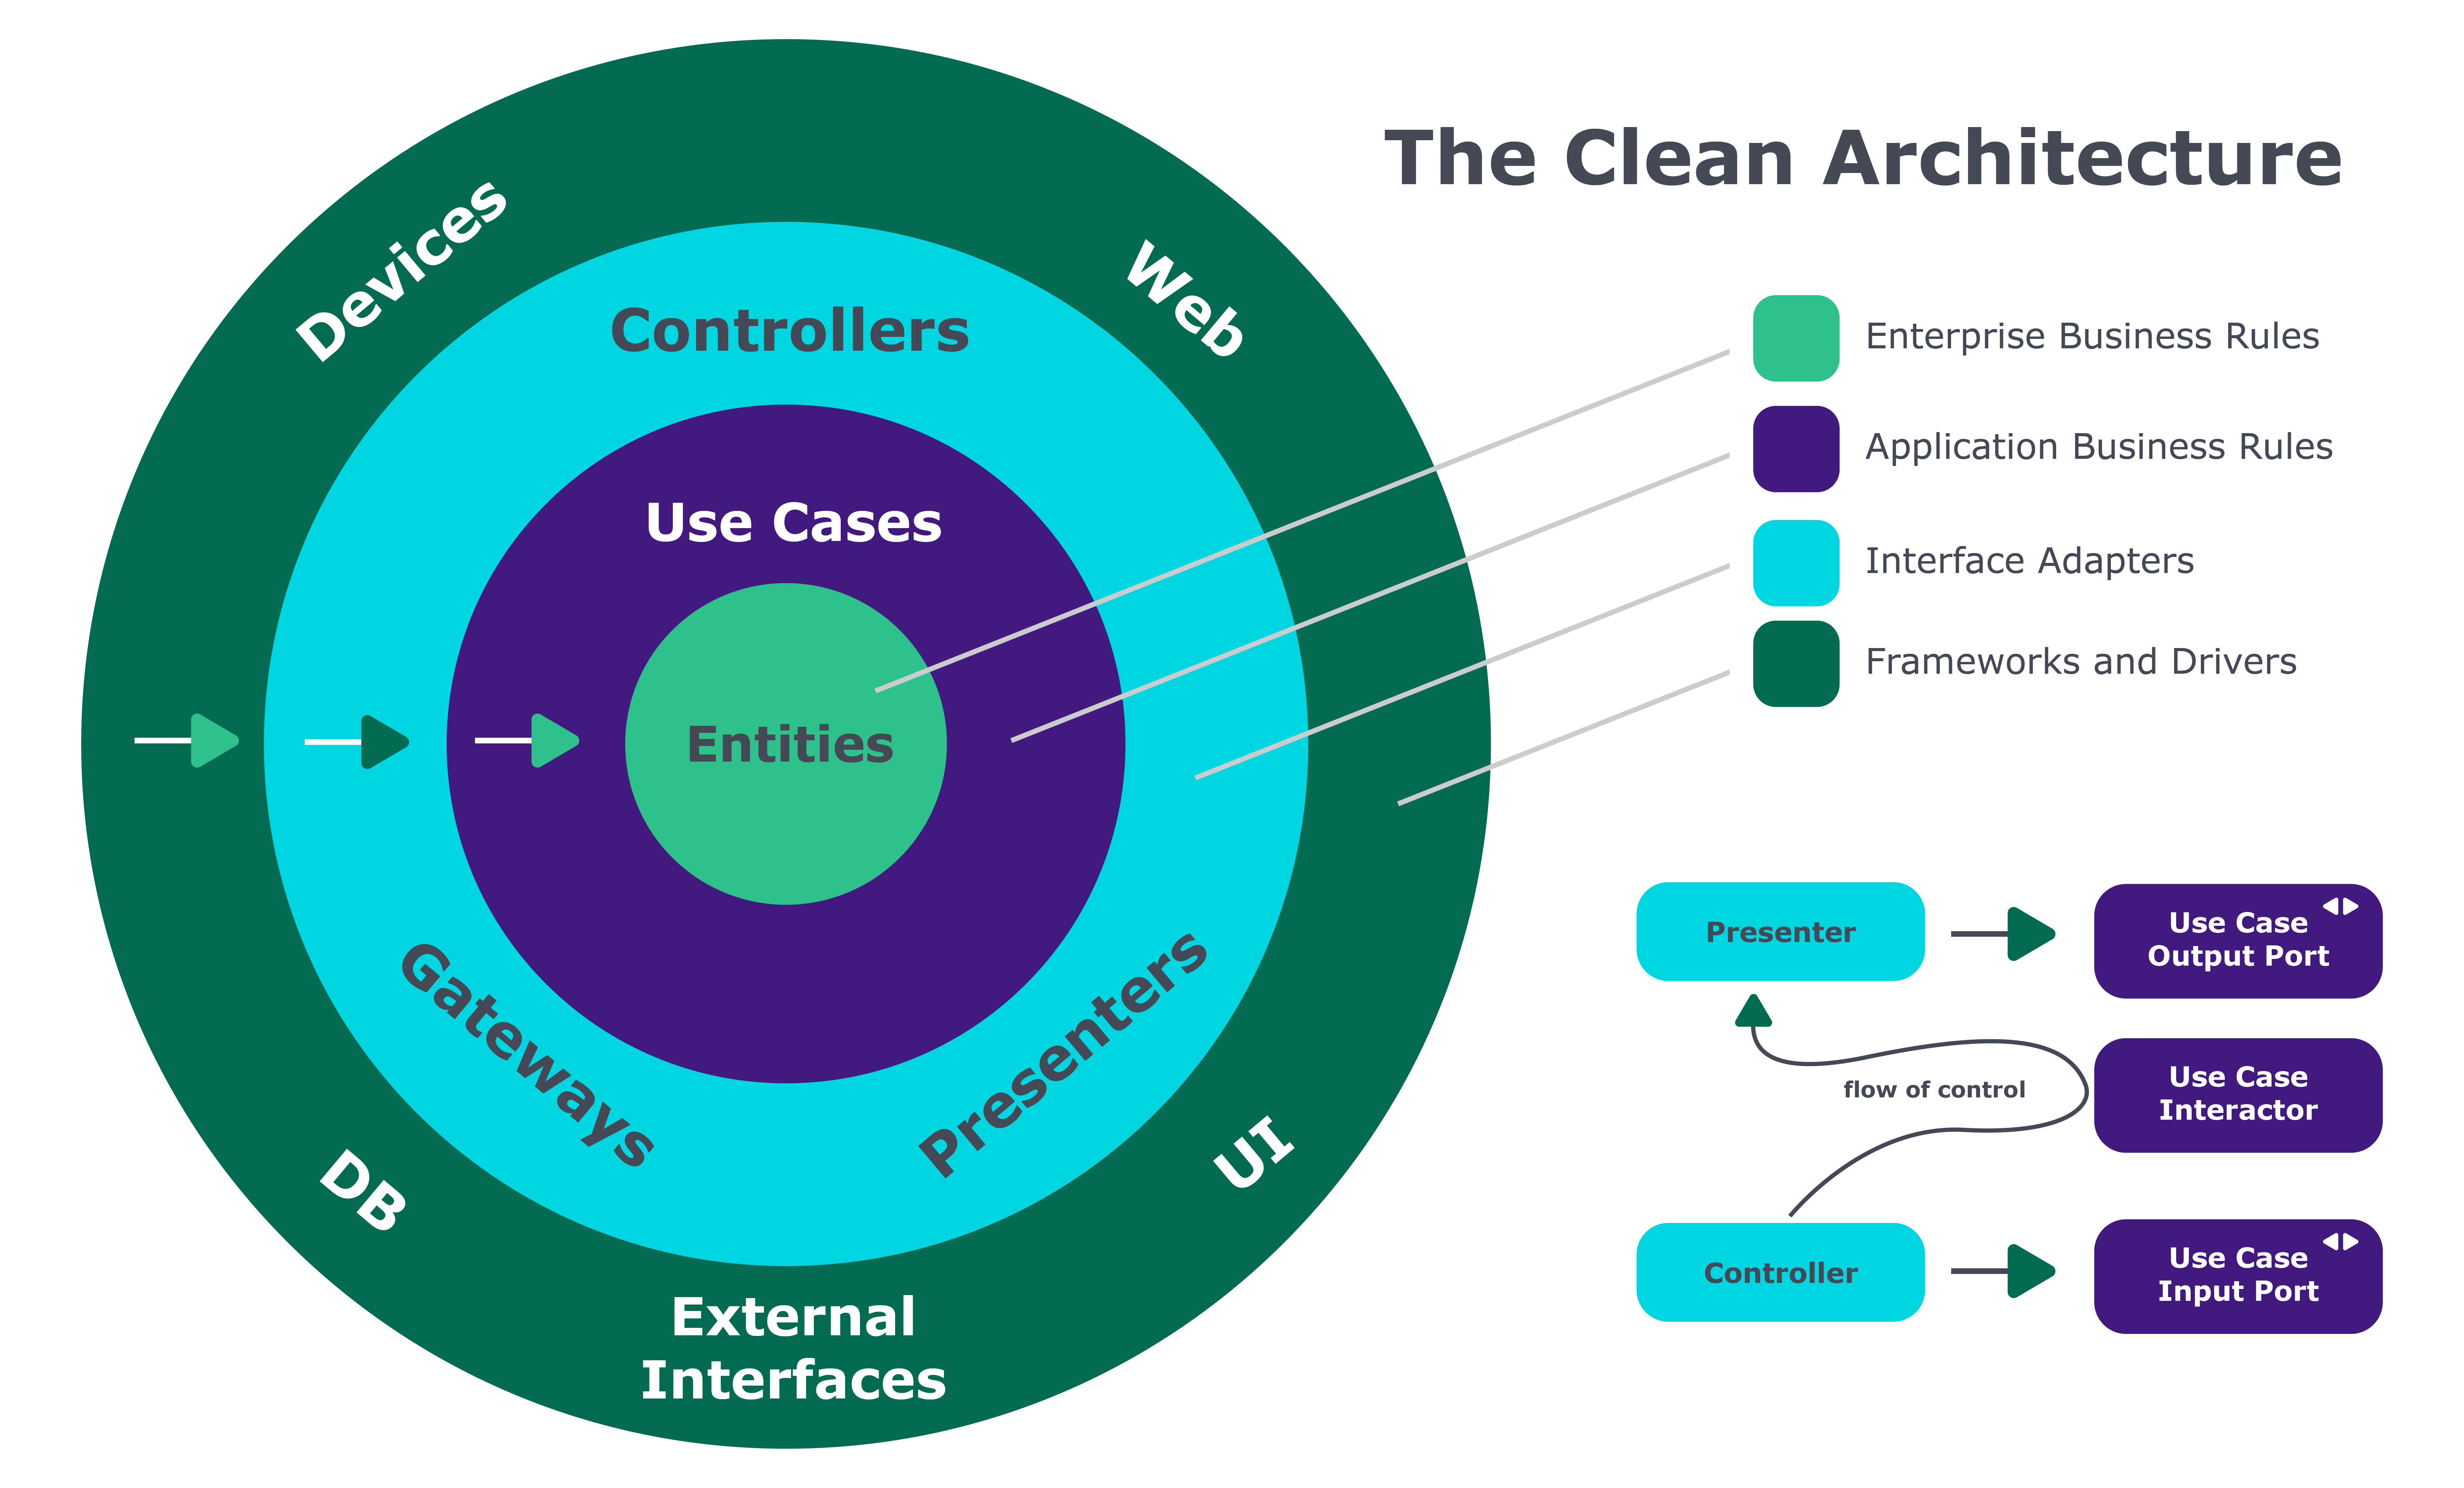 The Clean Architecture
Devices
Web
Controllers
Use Cases
Entities
Gateways
Presenters
DB
UI
External
Interfaces
Enterprise Business Rules
Application Business Rules
Interface Adapters
Frameworks and Drivers
Presenter
Use Case
Output Port
flow of control
Use Case
Interactor
Controller
Use Case
Input Port